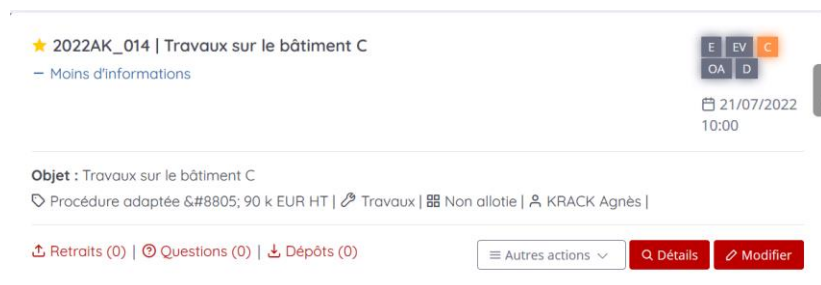 2022AK_014 | Travaux sur le bâtiment C
E EV C
Moins d'informations
OA D
21/07/2022
10:00
Objet : Travaux sur le bâtiment C
Procédure adaptée &#8805; 90 k EUR HT | Travaux | Non allotie | KRACK Agnès |
Retraits (0) | Questions (0) | Dépôts (0) Autres actions Détails Modifier